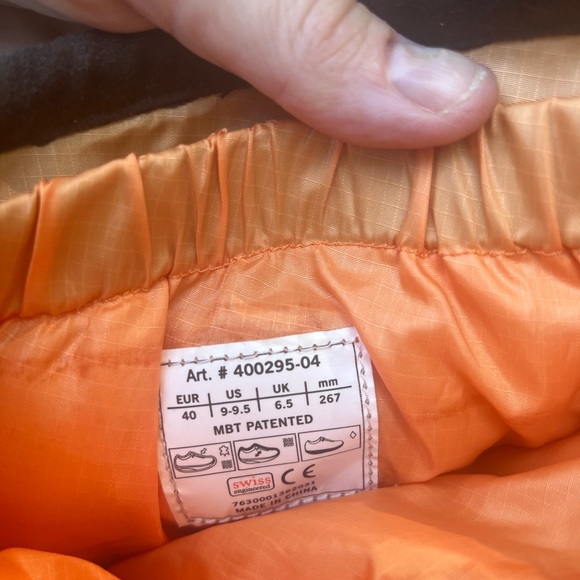 Art. # 400295-04
EUR US UK mm
40 9-9.5 6.5 267
MBT PATENTED
swiss
engineered CE
MADE IN CHINA